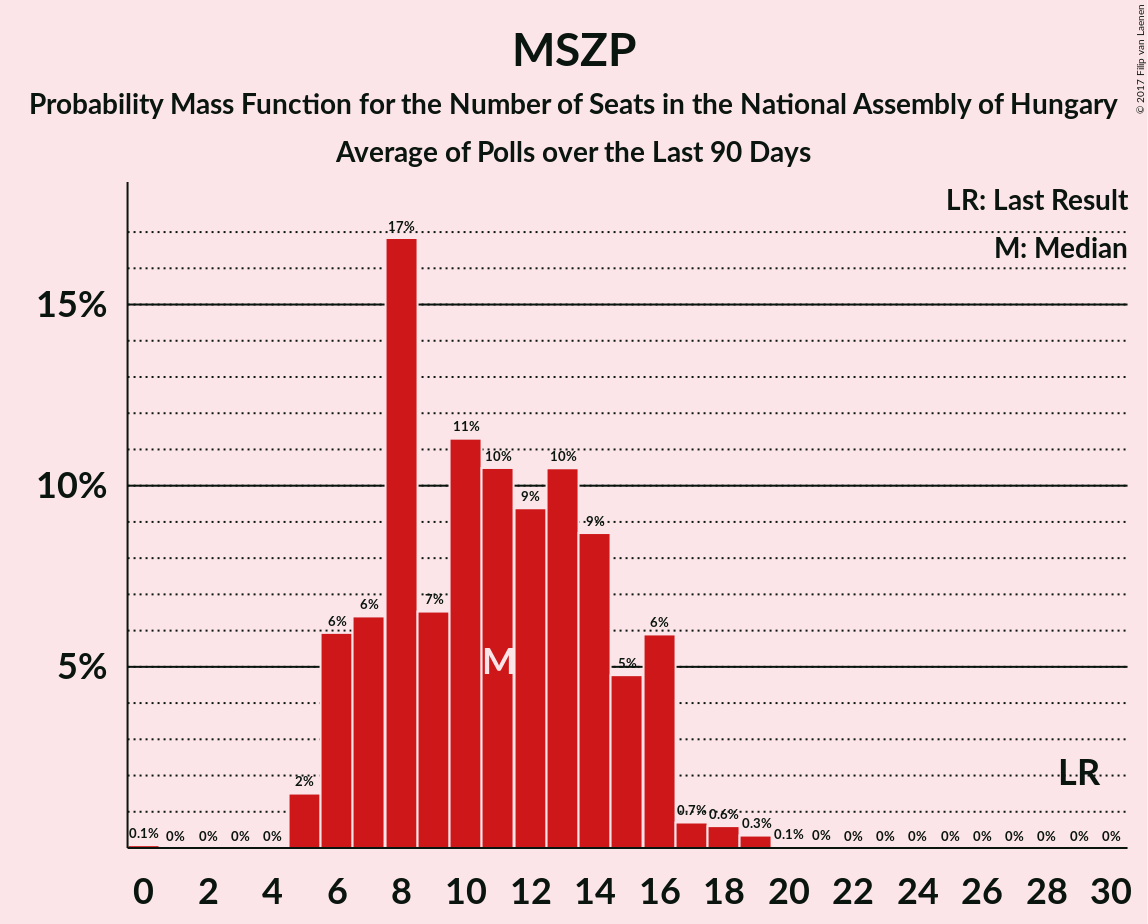 MSZP
Probability Mass Function for the Number of Seats in the National Assembly of Hungary
Average of Polls over the Last 90 Days
© 2017 Filip van Laenen
LR: Last Result
M: Median
15%
10%
5%
0.1% 0% 0% 0% 0% 2% 6% 6% 17% 7% 11% 10% 9% 10% 9% 5% 6% 0.7% 0.6% 0.3% 0.1% 0% 0% 0% 0% 0% 0% 0% 0% 0% 0%
M
LR
0 2 4 6 8 10 12 14 16 18 20 22 24 26 28 30